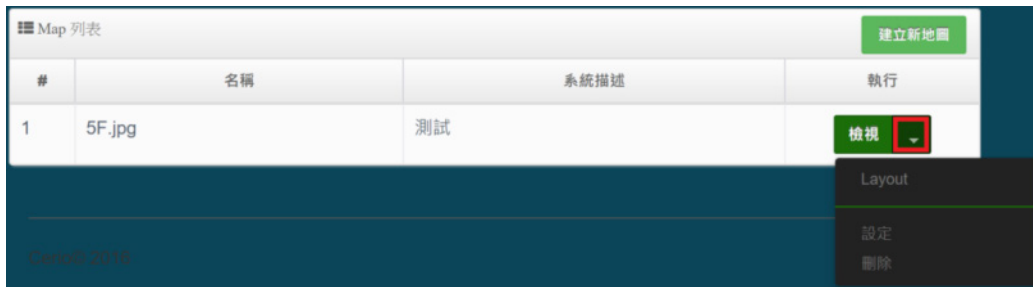 Map 列表
建立新地圖
# 名稱 系統描述 執行
1 5F.jpg 測試 檢視
Layout
設定
刪除